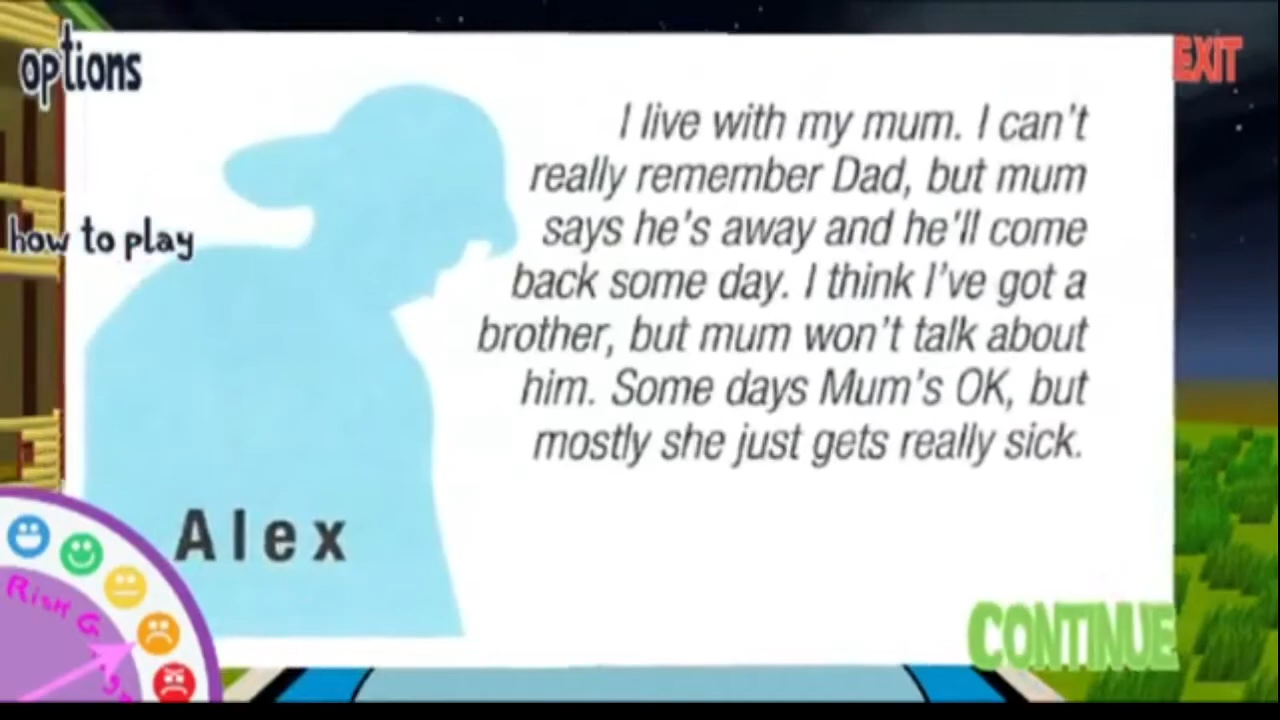 options
EXIT
I live with my mum. I can't
really remember Dad, but mum
says he's away and he'll come
back some day. I think I've got a
brother, but mum won't talk about
him. Some days Mum's OK, but
mostly she just gets really sick.
how to play
Alex
Risk G
CONTINUE